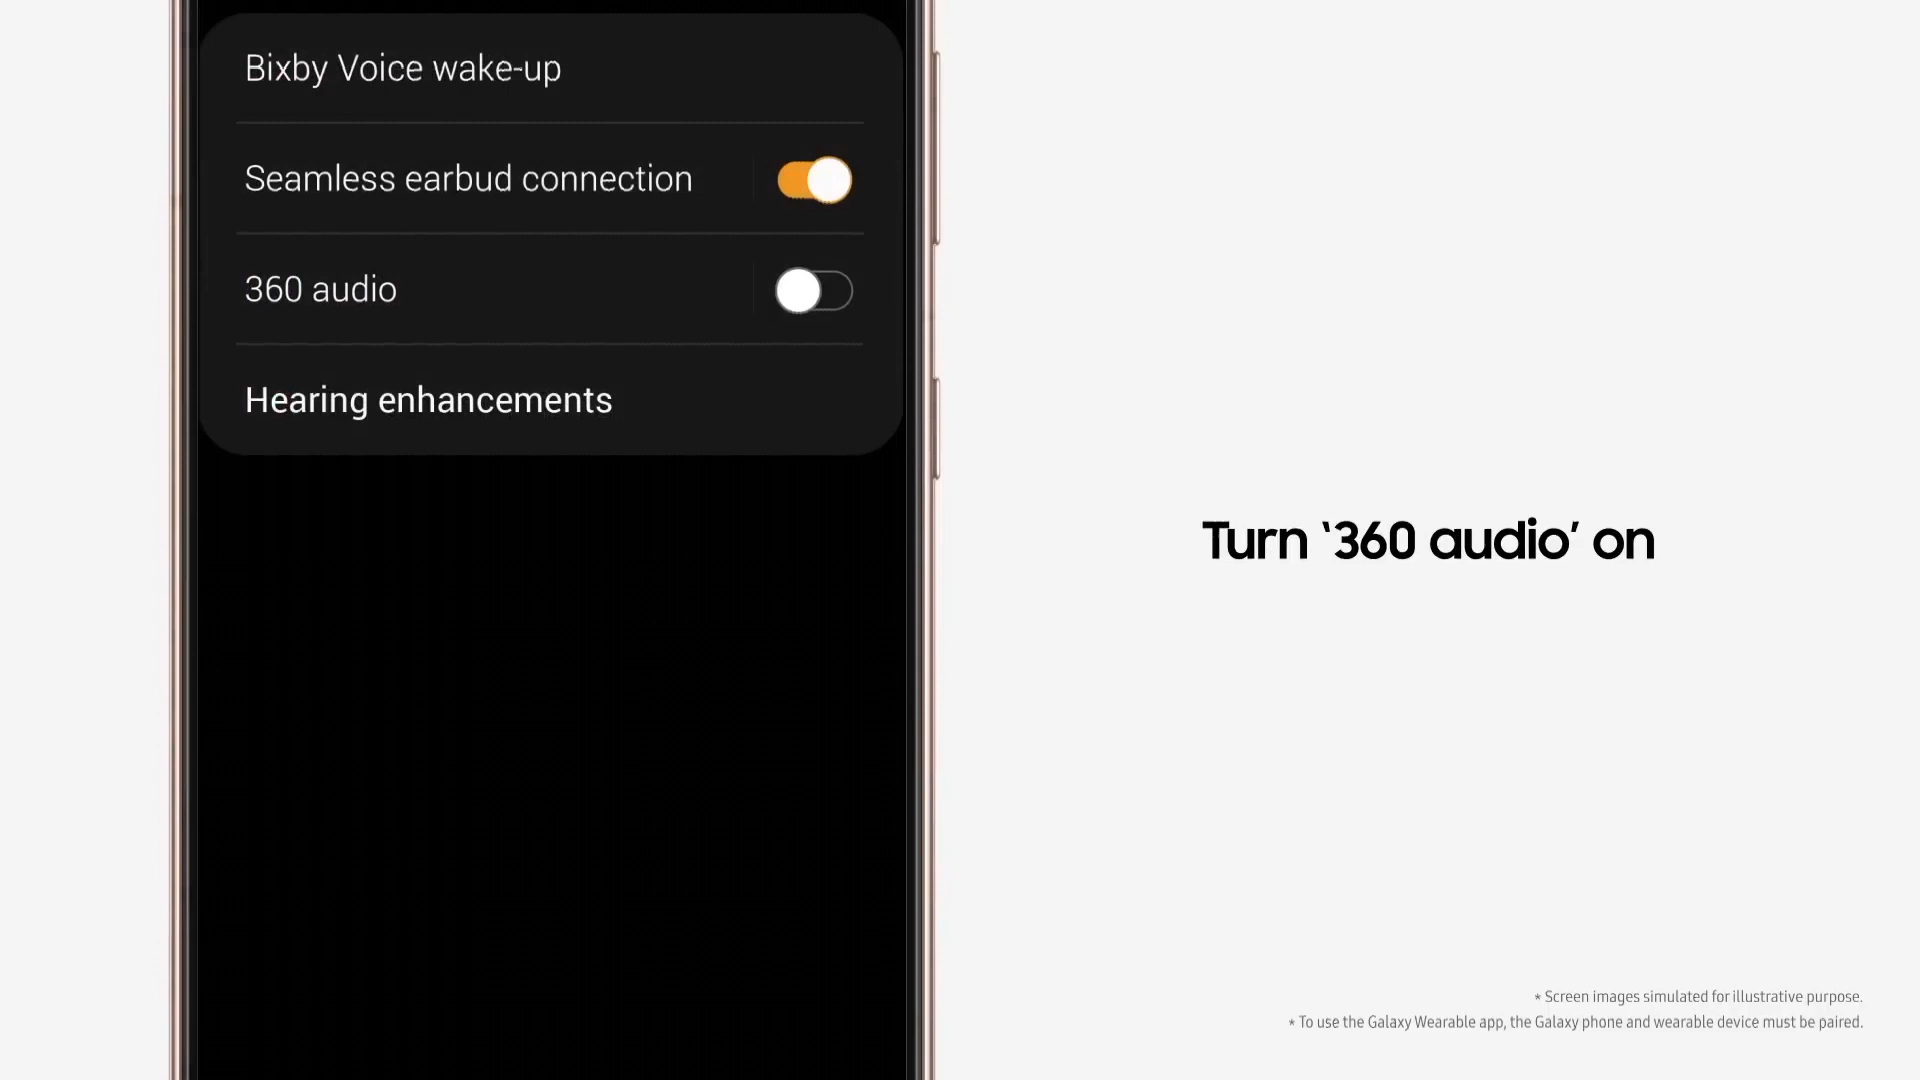 Bixby Voice wake-up
Seamless earbud connection
360 audio
Hearing enhancements
Turn ‘360 audio’ on
* Screen images simulated for illustrative purpose.
* To use the Galaxy Wearable app, the Galaxy phone and wearable device must be paired.